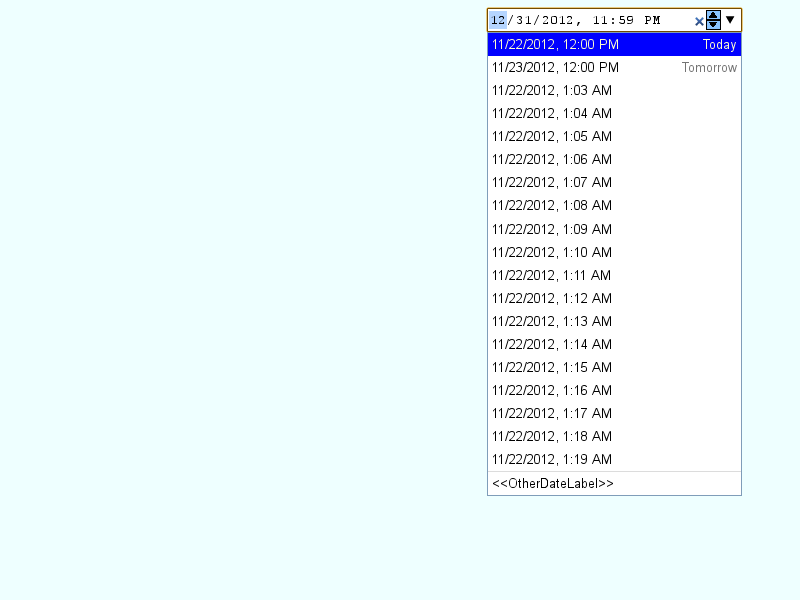 12/31/2012, 11:59 PM
11/22/2012, 12:00 PM Today
11/23/2012, 12:00 PM Tomorrow
11/22/2012, 1:03 AM
11/22/2012, 1:04 AM
11/22/2012, 1:05 AM
11/22/2012, 1:06 AM
11/22/2012, 1:07 AM
11/22/2012, 1:08 AM
11/22/2012, 1:09 AM
11/22/2012, 1:10 AM
11/22/2012, 1:11 AM
11/22/2012, 1:12 AM
11/22/2012, 1:13 AM
11/22/2012, 1:14 AM
11/22/2012, 1:15 AM
11/22/2012, 1:16 AM
11/22/2012, 1:17 AM
11/22/2012, 1:18 AM
11/22/2012, 1:19 AM
<<OtherDateLabel>>